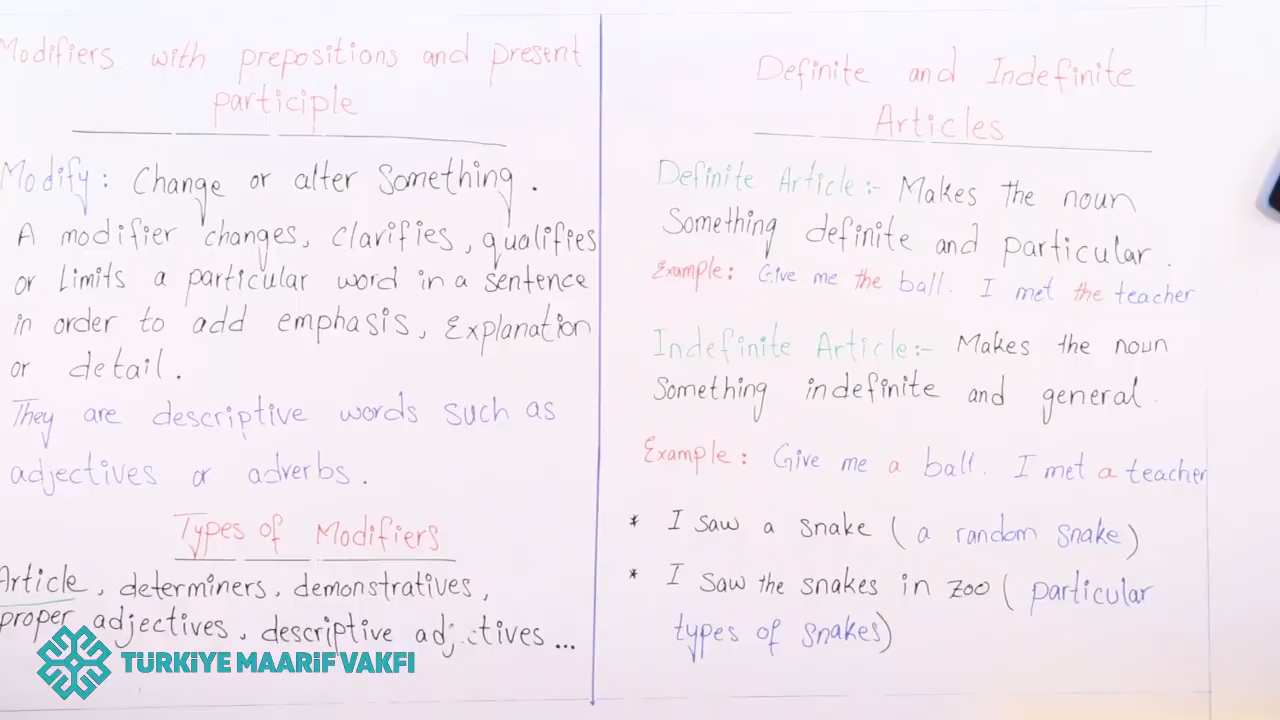 Modifiers with prepositions and present
participle
Modify: Change or alter Something.
A modifier changes, clarifies, qualifies
or Limits a particular word in a sentence
in order to add emphasis, Explanation
or detail.
They are descriptive words such as
adjectives or adverbs.
Types of Modifiers
Article, determiners, demonstratives,
proper adjectives, descriptive adjectives...
TÜRKİYE MAARİF VAKFI
Definite and Indefinite
Articles
Definite Article:- Makes the noun
Something definite and particular.
Example: Give me the ball. I met the teacher
Indefinite Article:- Makes the noun
Something indefinite and general.
Example: Give me a ball. I met a teacher
* I saw a snake (a random snake)
* I saw the snakes in zoo (particular
types of snakes)